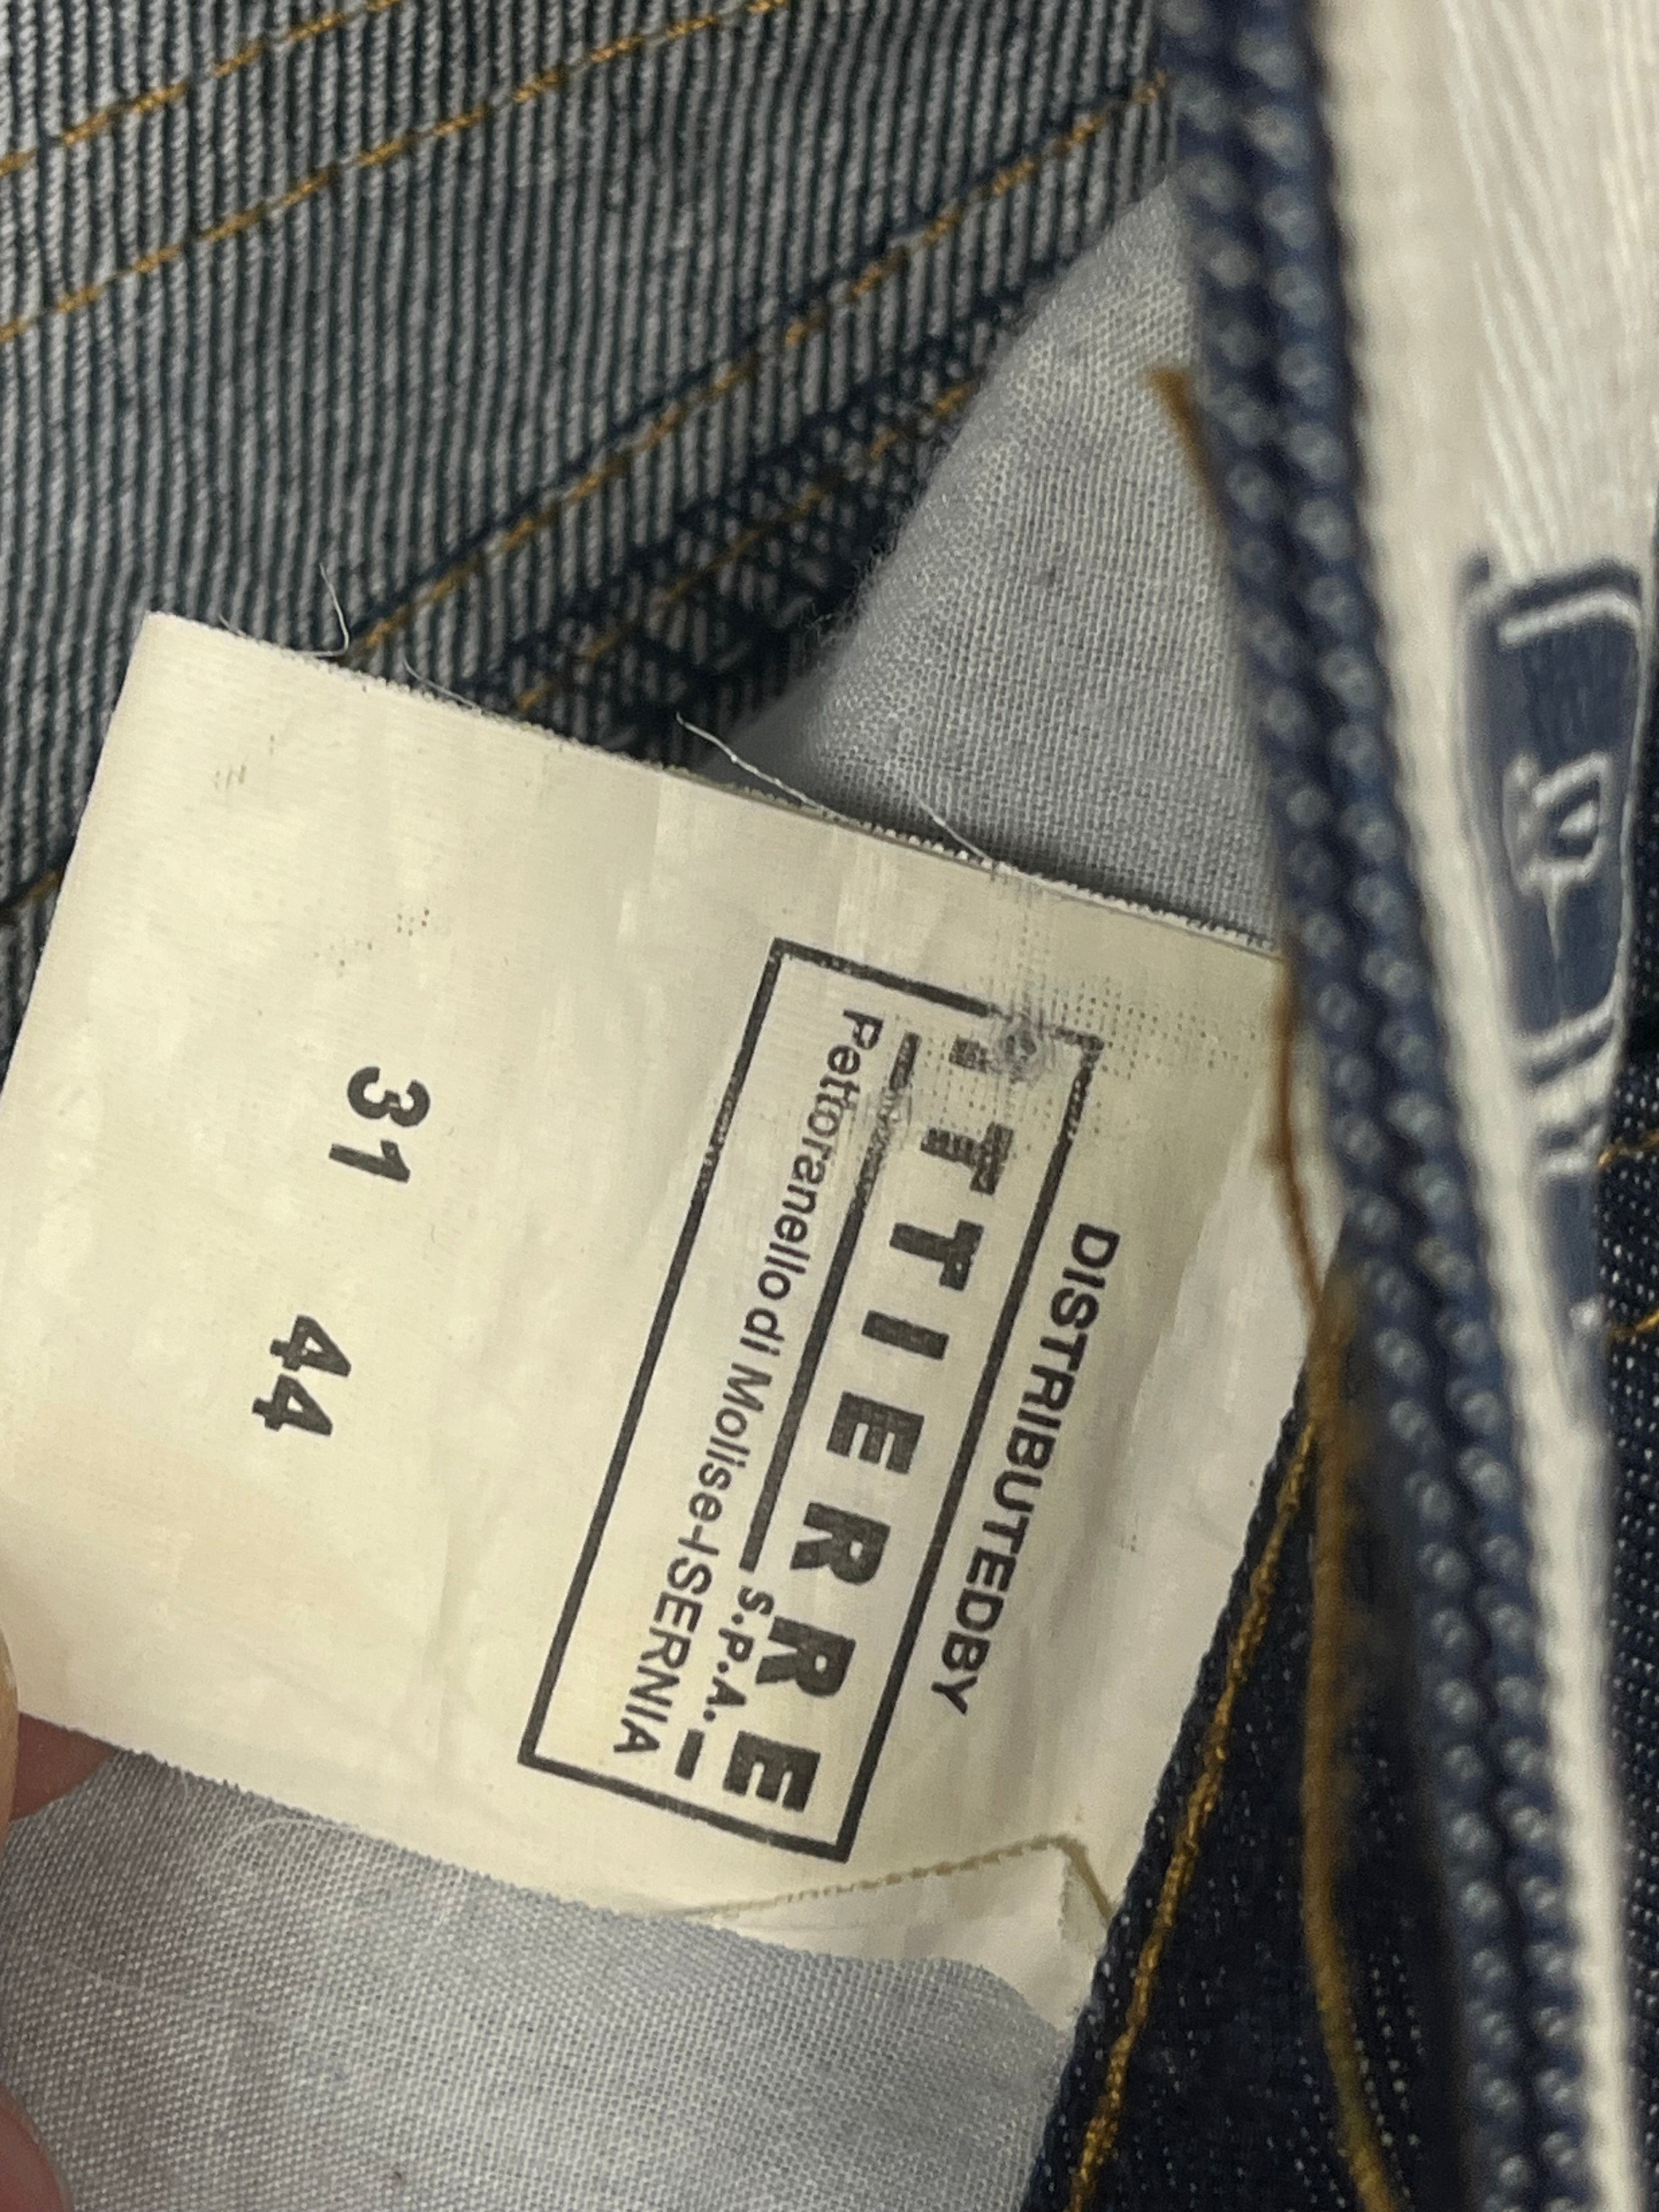 DISTRIBUTEDBY
ITTIERRE
S.P.A.
Pettoranello di Molise-ISERNIA
31 44